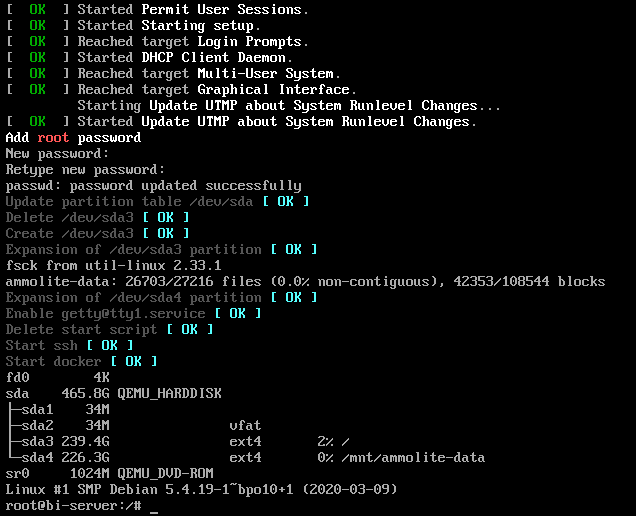 [  OK  ] Started Permit User Sessions.
[  OK  ] Started Starting setup.
[  OK  ] Reached target Login Prompts.
[  OK  ] Started DHCP Client Daemon.
[  OK  ] Reached target Multi-User System.
[  OK  ] Reached target Graphical Interface.
         Starting Update UTMP about System Runlevel Changes...
[  OK  ] Started Update UTMP about System Runlevel Changes.
Add root password
New password:
Retype new password:
passwd: password updated successfully
Update partition table /dev/sda [ OK ]
Delete /dev/sda3 [ OK ]
Create /dev/sda3 [ OK ]
Expansion of /dev/sda3 partition [ OK ]
fsck from util-linux 2.33.1
ammolite-data: 26703/27216 files (0.0% non-contiguous), 42353/108544 blocks
Expansion of /dev/sda4 partition [ OK ]
Enable getty@tty1.service [ OK ]
Delete start script [ OK ]
Start ssh [ OK ]
Start docker [ OK ]
fd0        4K
sda    465.8G QEMU_HARDDISK
├─sda1    34M
├─sda2    34M               vfat
├─sda3 239.4G               ext4       2% /
└─sda4 226.3G               ext4       0% /mnt/ammolite-data
sr0     1024M QEMU_DVD-ROM
Linux #1 SMP Debian 5.4.19-1~bpo10+1 (2020-03-09)
root@bi-server:/# _